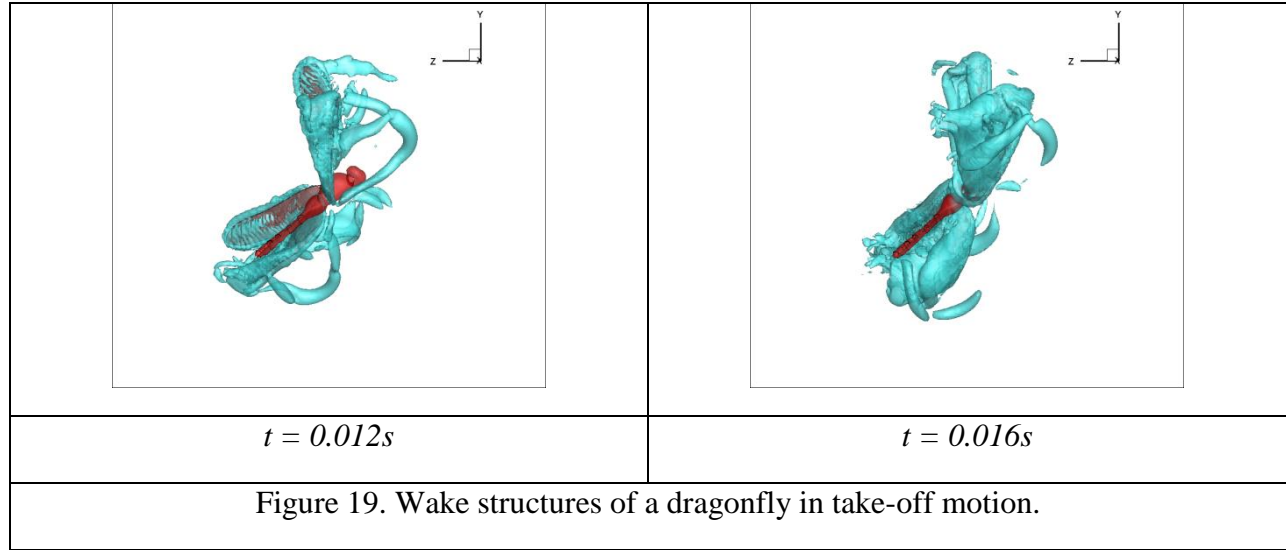 Y
Z
X
Y
Z
X
t = 0.012s
t = 0.016s
Figure 19. Wake structures of a dragonfly in take-off motion.